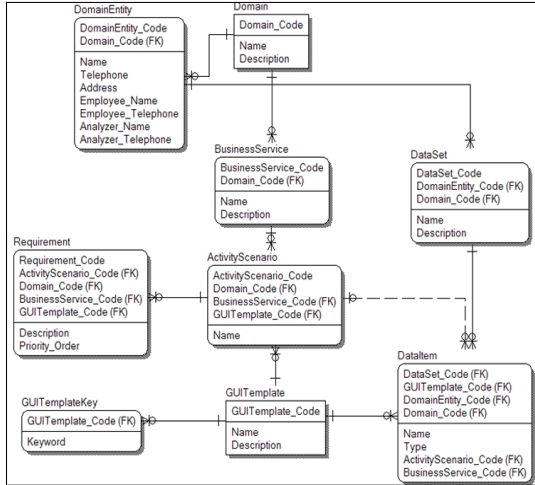 DomainEntity
DomainEntity_Code
Domain_Code (FK)
Name
Telephone
Address
Employee_Name
Employee_Telephone
Analyzer_Name
Analyzer_Telephone
Domain
Domain_Code
Name
Description
BusinessService
BusinessService_Code
Domain_Code (FK)
Name
Description
DataSet
DataSet_Code
DomainEntity_Code (FK)
Domain_Code (FK)
Name
Description
Requirement
Requirement_Code
ActivityScenario_Code (FK)
Domain_Code (FK)
BusinessService_Code (FK)
GUITemplate_Code (FK)
Description
Priority_Order
ActivityScenario
ActivityScenario_Code
Domain_Code (FK)
BusinessService_Code (FK)
GUITemplate_Code (FK)
Name
GUITemplateKey
GUITemplate_Code (FK)
Keyword
GUITemplate
GUITemplate_Code
Name
Description
DataItem
DataSet_Code (FK)
GUITemplate_Code (FK)
DomainEntity_Code (FK)
Domain_Code (FK)
Name
Type
ActivityScenario_Code (FK)
BusinessService_Code (FK)